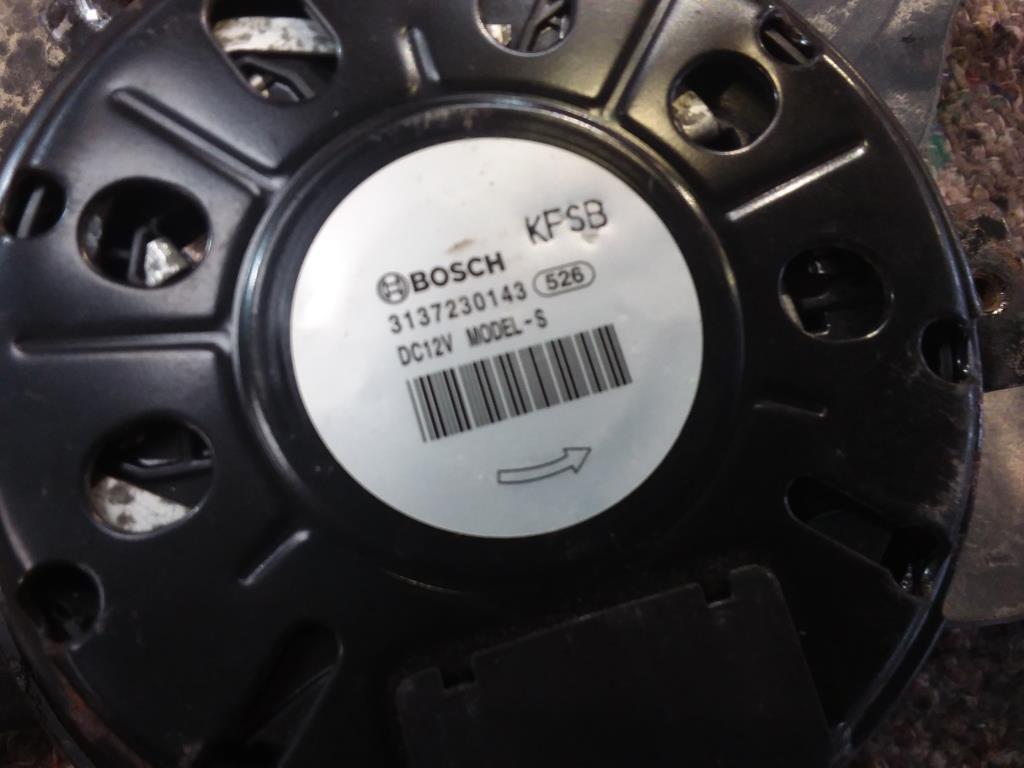 KFSB
BOSCH
3137230143 526
DC12V MODEL-S